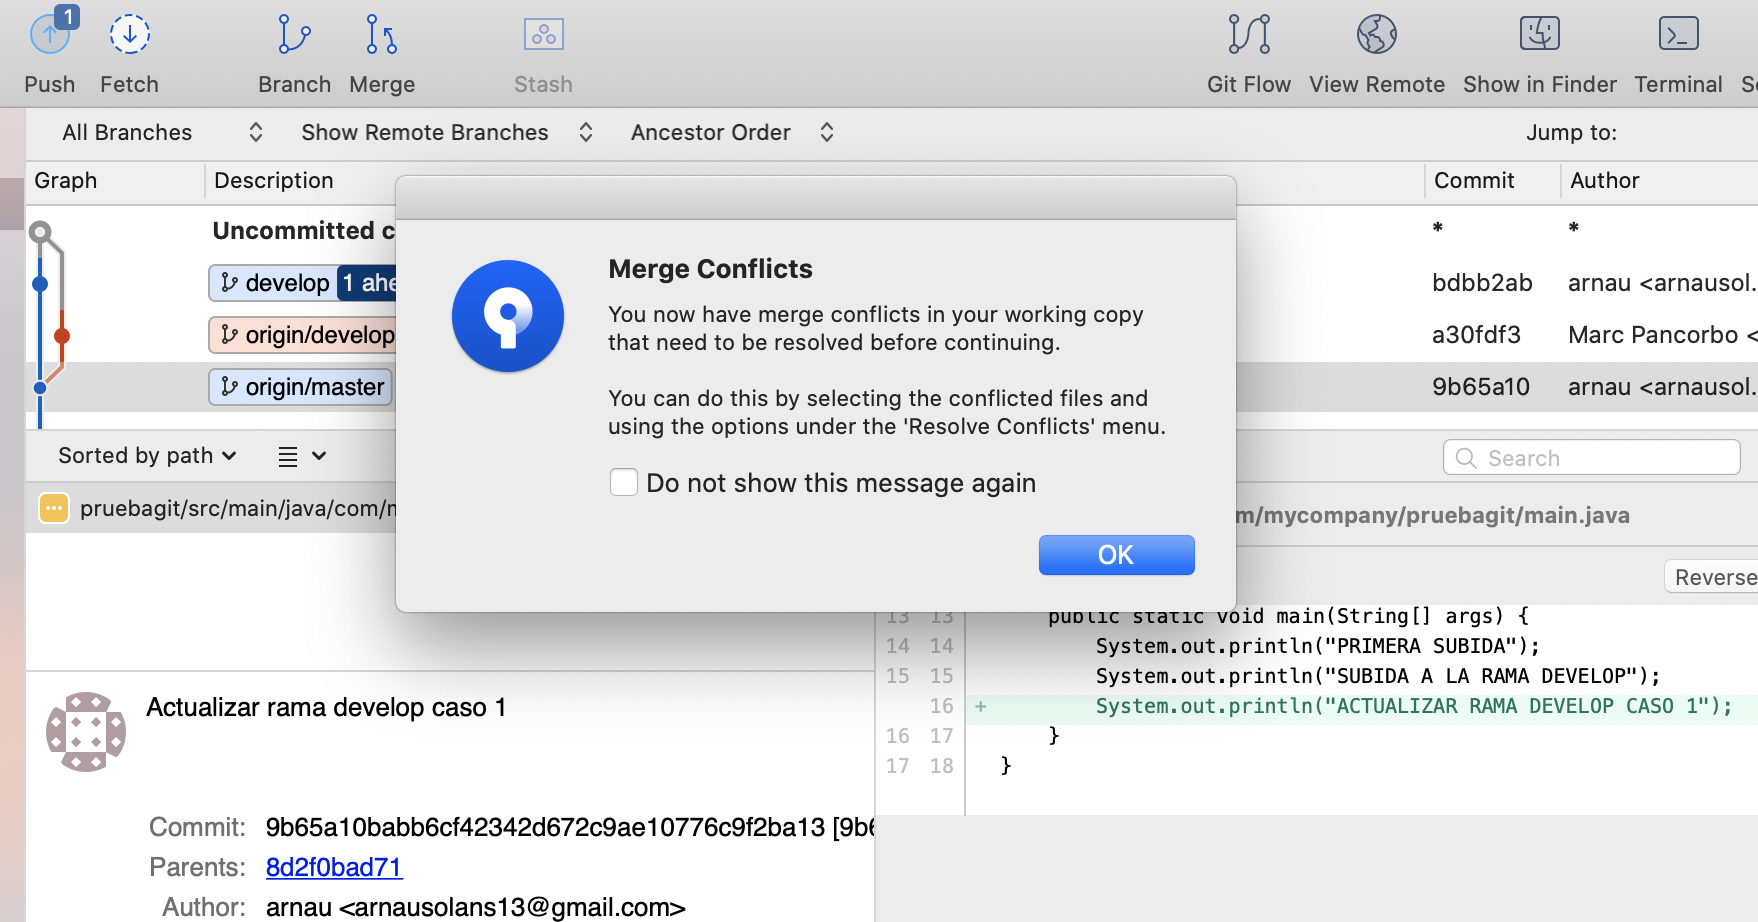 1
Push Fetch Branch Merge Stash Git Flow View Remote Show in Finder Terminal
All Branches Show Remote Branches Ancestor Order Jump to:
Graph Description Commit Author
Uncommitted * *
develop 1 bdbb2ab arnau <arnausol...
origin/develop a30fdf3 Marc Pancorbo <
origin/master 9b65a10 arnau <arnausol...
Merge Conflicts
You now have merge conflicts in your working copy
that need to be resolved before continuing.
You can do this by selecting the conflicted files and
using the options under the 'Resolve Conflicts' menu.
Do not show this message again
OK
Sorted by path Search
pruebagit/src/main/java/com/
m/mycompany/pruebagit/main.java
Reverse
13 13 public static void main(String[] args) {
14 14 System.out.println("PRIMERA SUBIDA");
15 15 System.out.println("SUBIDA A LA RAMA DEVELOP");
16 + System.out.println("ACTUALIZAR RAMA DEVELOP CASO 1");
16 17 }
17 18 }
Actualizar rama develop caso 1
Commit: 9b65a10babb6cf42342d672c9ae10776c9f2ba13 [9b6
Parents: 8d2f0bad71
Author: arnau <arnausolans13@gmail.com>